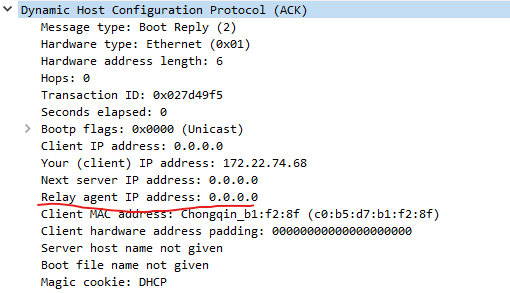 Dynamic Host Configuration Protocol (ACK)
Message type: Boot Reply (2)
Hardware type: Ethernet (0x01)
Hardware address length: 6
Hops: 0
Transaction ID: 0x027d49f5
Seconds elapsed: 0
Bootp flags: 0x0000 (Unicast)
Client IP address: 0.0.0.0
Your (client) IP address: 172.22.74.68
Next server IP address: 0.0.0.0
Relay agent IP address: 0.0.0.0
Client MAC address: Chongqin_b1:f2:8f (c0:b5:d7:b1:f2:8f)
Client hardware address padding: 00000000000000000000
Server host name not given
Boot file name not given
Magic cookie: DHCP